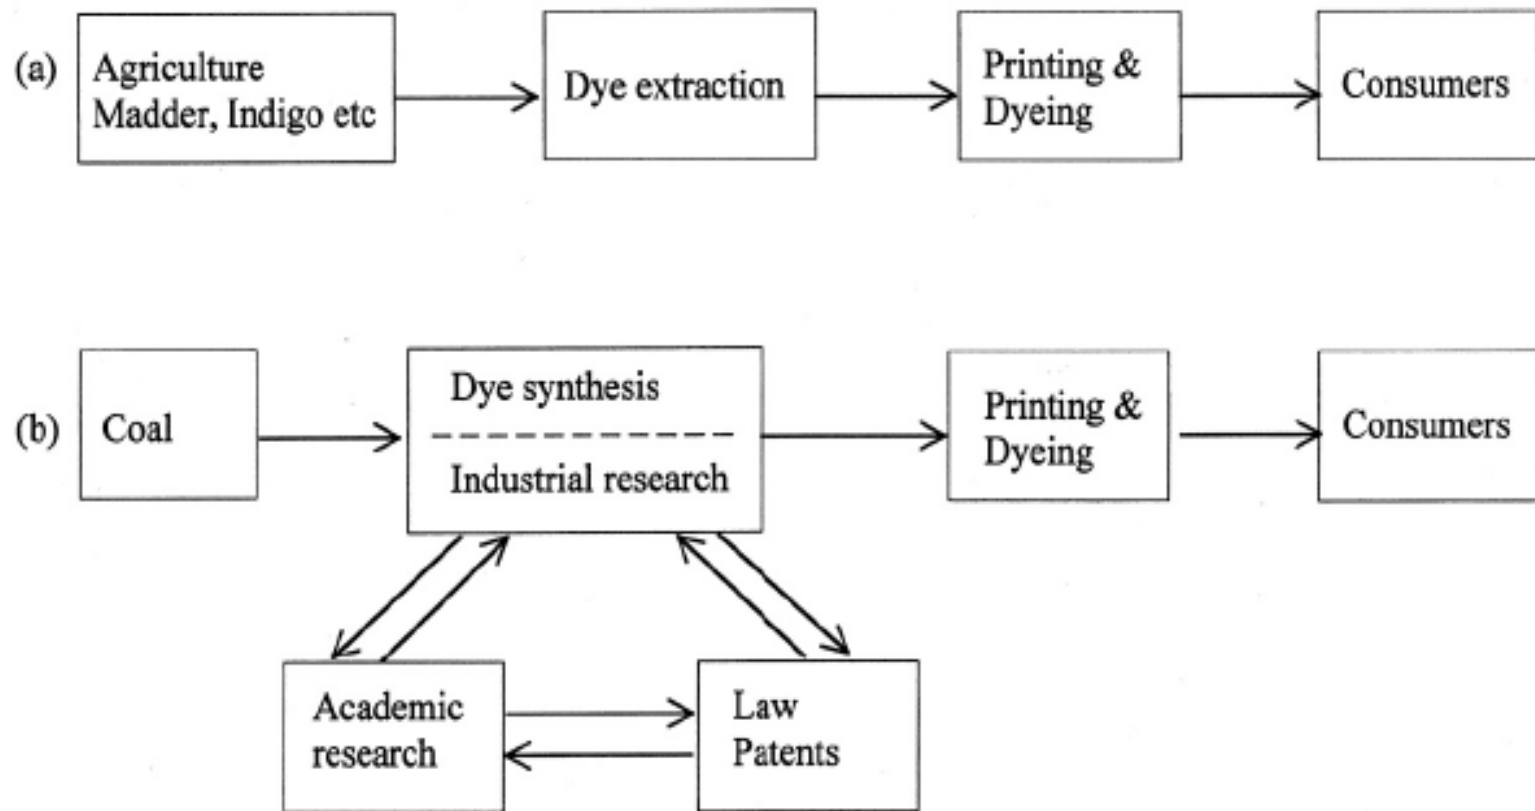 (a)
Agriculture
Madder, Indigo etc
Dye extraction
Printing &
Dyeing
Consumers
(b)
Coal
Dye synthesis
Industrial research
Printing &
Dyeing
Consumers
Academic
research
Law
Patents